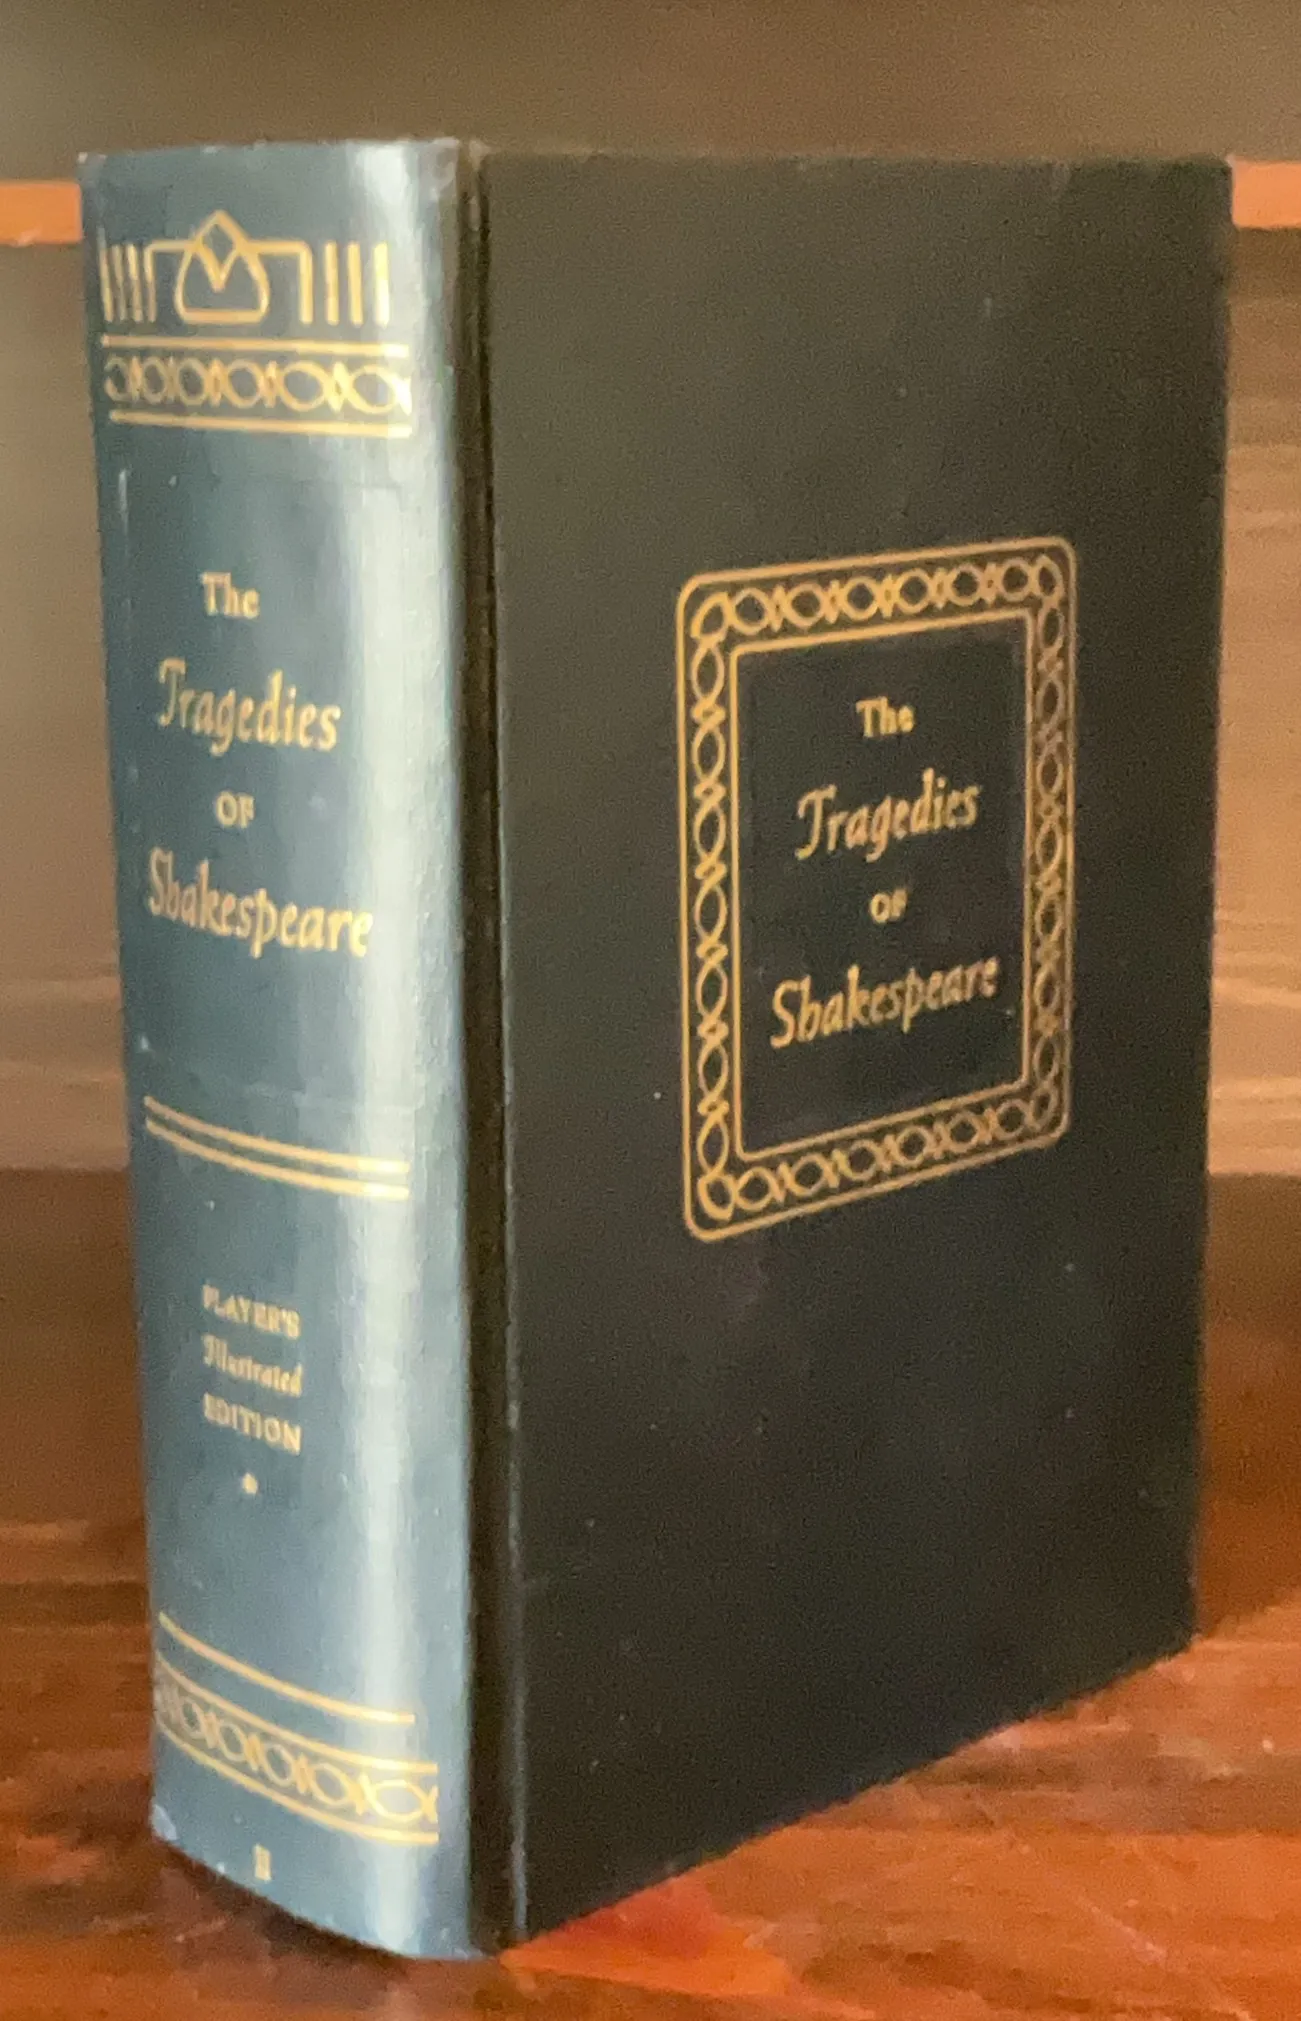 The
Tragedies
OF
Shakespeare
PLAYER'S
Illustrated
EDITION
The
Tragedies
OF
Shakespeare